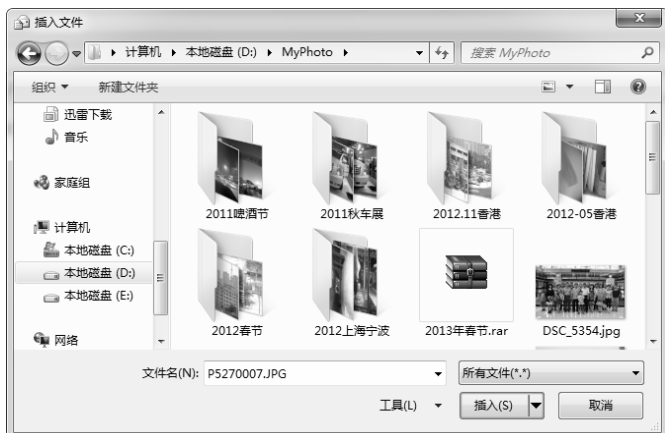 插入文件
计算机 ▸ 本地磁盘 (D:) ▸ MyPhoto ▸
搜索 MyPhoto
组织 新建文件夹
迅雷下载
音乐
家庭组
计算机
本地磁盘 (C:)
本地磁盘 (D:)
本地磁盘 (E:)
网络
2011啤酒节 2011秋车展 2012.11香港 2012-05香港
2012春节 2012上海宁波 2013年春节.rar DSC_5354.jpg
文件名(N): P5270007.JPG 所有文件(*.*)
工具(L) 插入(S) 取消